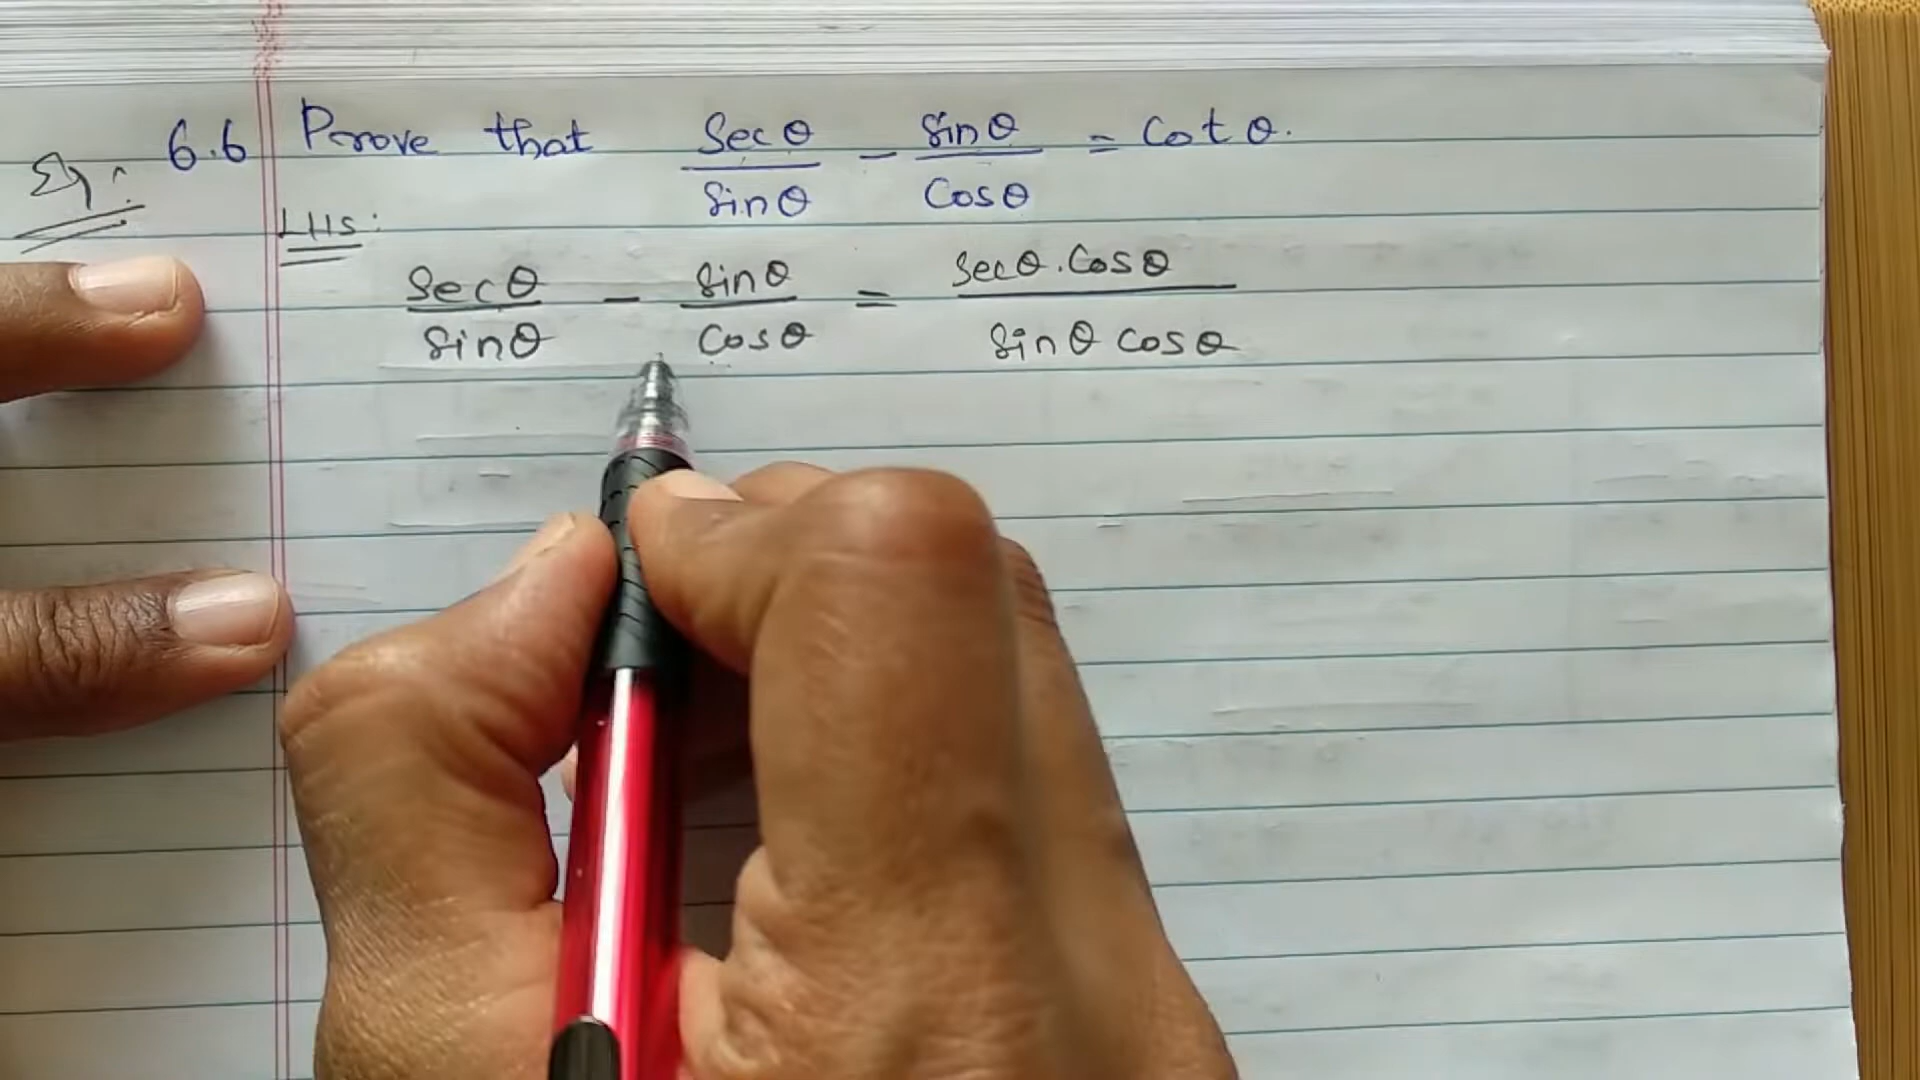 Eg: 6.6 Prove that secθ/sinθ - sinθ/cosθ = cotθ.
LHS:
secθ/sinθ - sinθ/cosθ = secθ.cosθ/sinθ cosθ